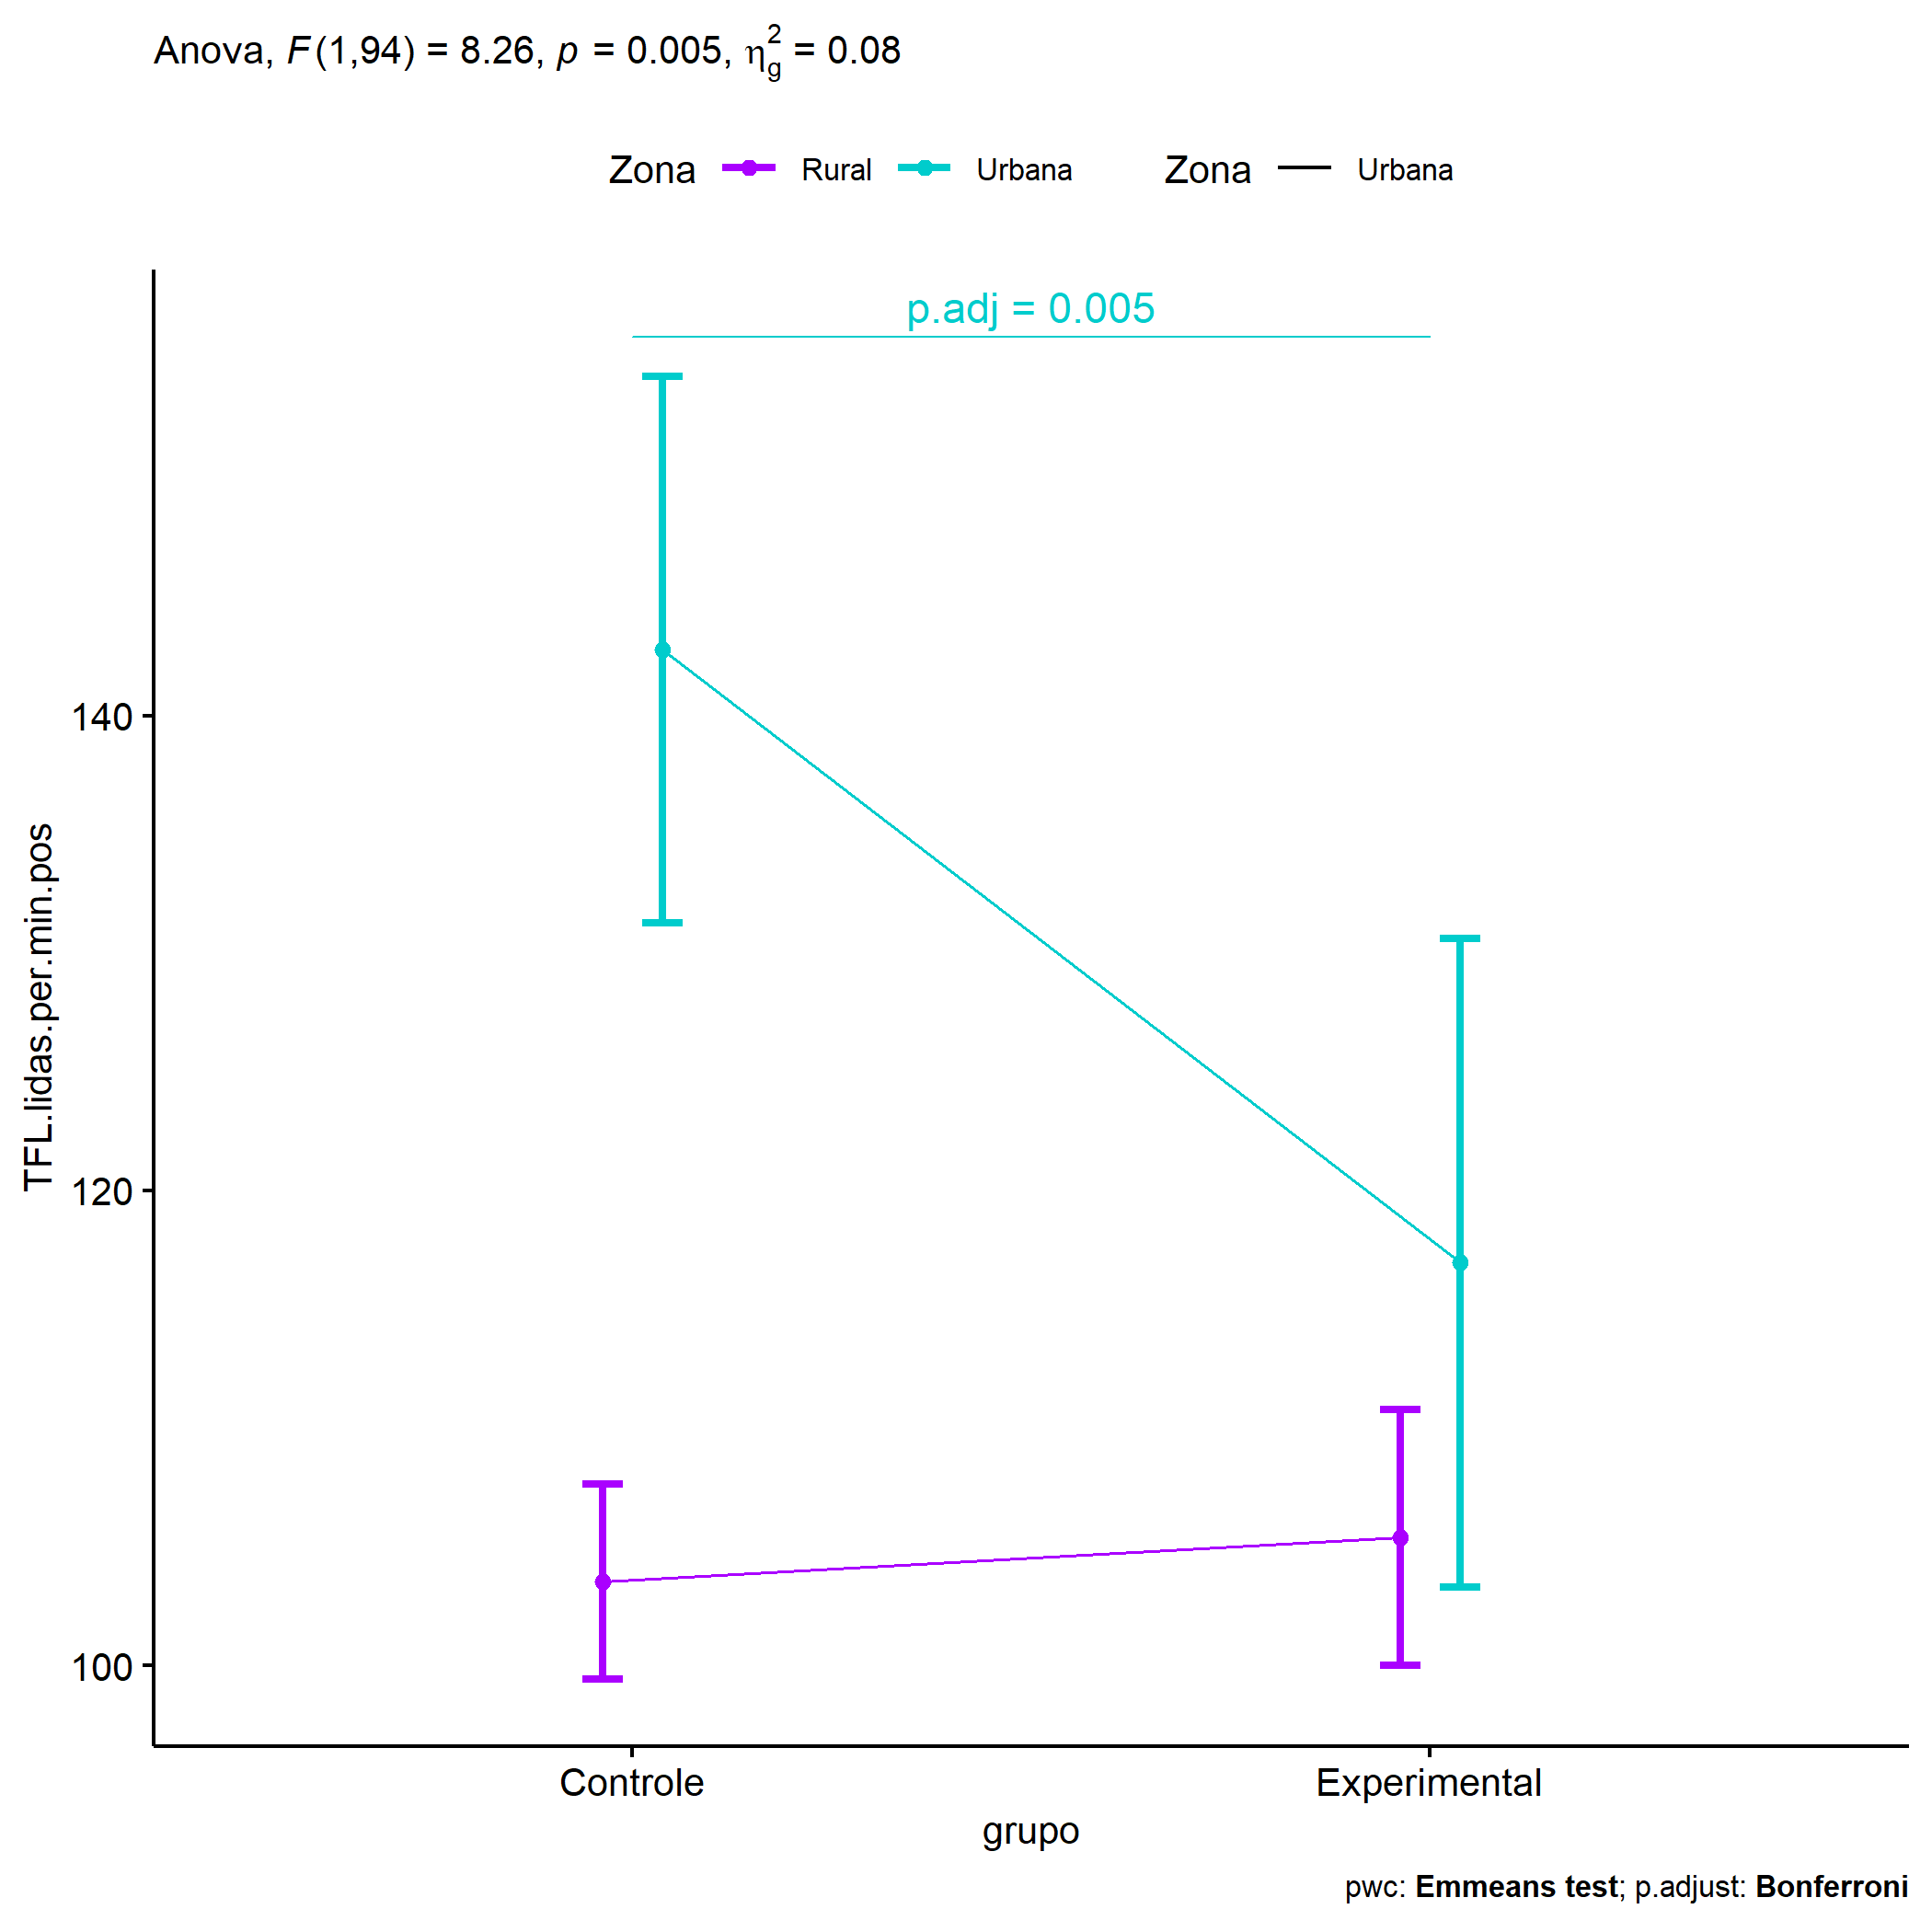 Anova, F(1,94) = 8.26, p = 0.005, η²g = 0.08
Zona Rural Urbana Zona Urbana
p.adj = 0.005
140
120
100
TFL.lidas.per.min.pos
Controle Experimental
grupo
pwc: Emmeans test; p.adjust: Bonferroni